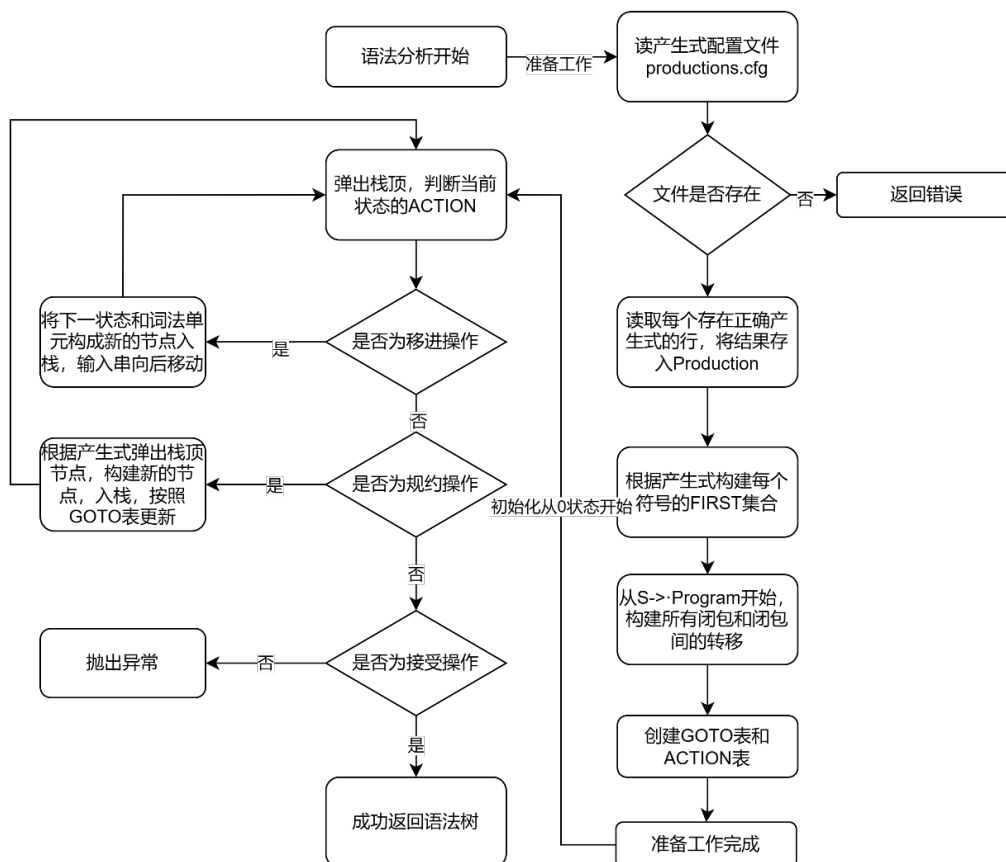 语法分析开始
准备工作
读产生式配置文件
productions.cfg
文件是否存在
否
返回错误
读取每个存在正确产
生式的行，将结果存
入Production
根据产生式构建每个
符号的FIRST集合
从S->·Program开始，
构建所有闭包和闭包
间的转移
创建GOTO表和
ACTION表
准备工作完成
初始化从0状态开始
弹出栈顶，判断当前
状态的ACTION
是否为移进操作
是
将下一状态和词法单
元构成新的节点入
栈，输入串向后移动
否
是否为规约操作
是
根据产生式弹出栈顶
节点，构建新的节
点，入栈，按照
GOTO表更新
否
是否为接受操作
否
抛出异常
是
成功返回语法树